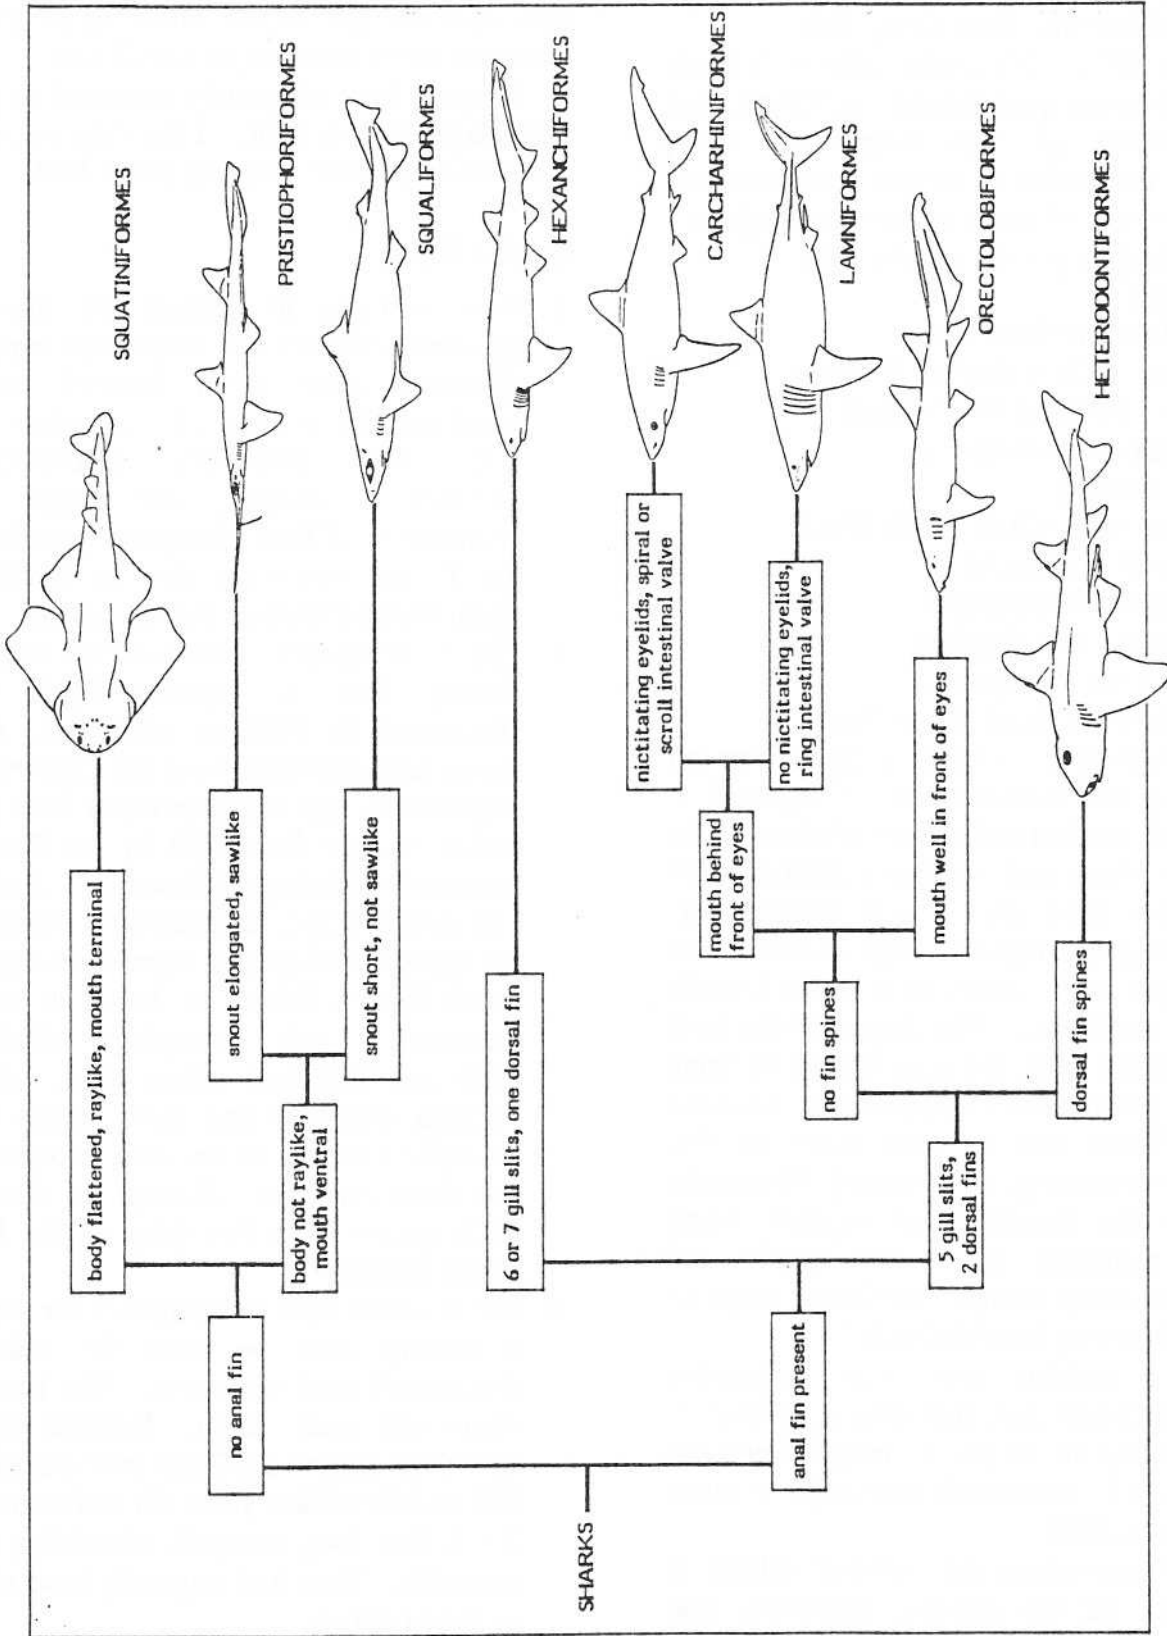 SHARKS
no anal fin
anal fin present
body flattened, raylike, mouth terminal
body not raylike,
mouth ventral
6 or 7 gill slits, one dorsal fin
5 gill slits,
2 dorsal fins
snout elongated, sawlike
snout short, not sawlike
no fin spines
dorsal fin spines
mouth behind
front of eyes
mouth well in front of eyes
nictitating eyelids, spiral or
scroll intestinal valve
no nictitating eyelids,
ring intestinal valve
SQUATINIFORMES
PRISTIOPHORIFORMES
SQUALIFORMES
HEXANCHIFORMES
CARCHARHINIFORMES
LAMNIFORMES
ORECTOLOBIFORMES
HETERODONTIFORMES